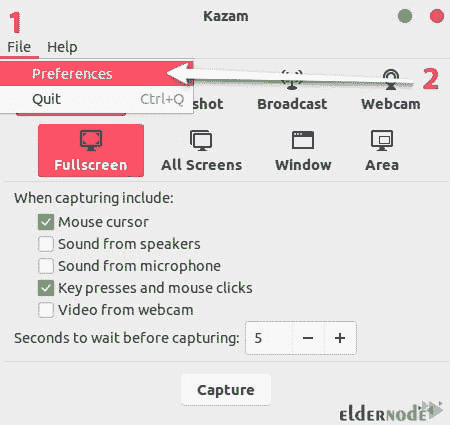 Kazam
1
File Help
Preferences
2
Quit Ctrl+Q
shot Broadcast Webcam
Fullscreen All Screens Window Area
When capturing include:
Mouse cursor
Sound from speakers
Sound from microphone
Key presses and mouse clicks
Video from webcam
Seconds to wait before capturing: 5 − +
Capture
ELDERNODE